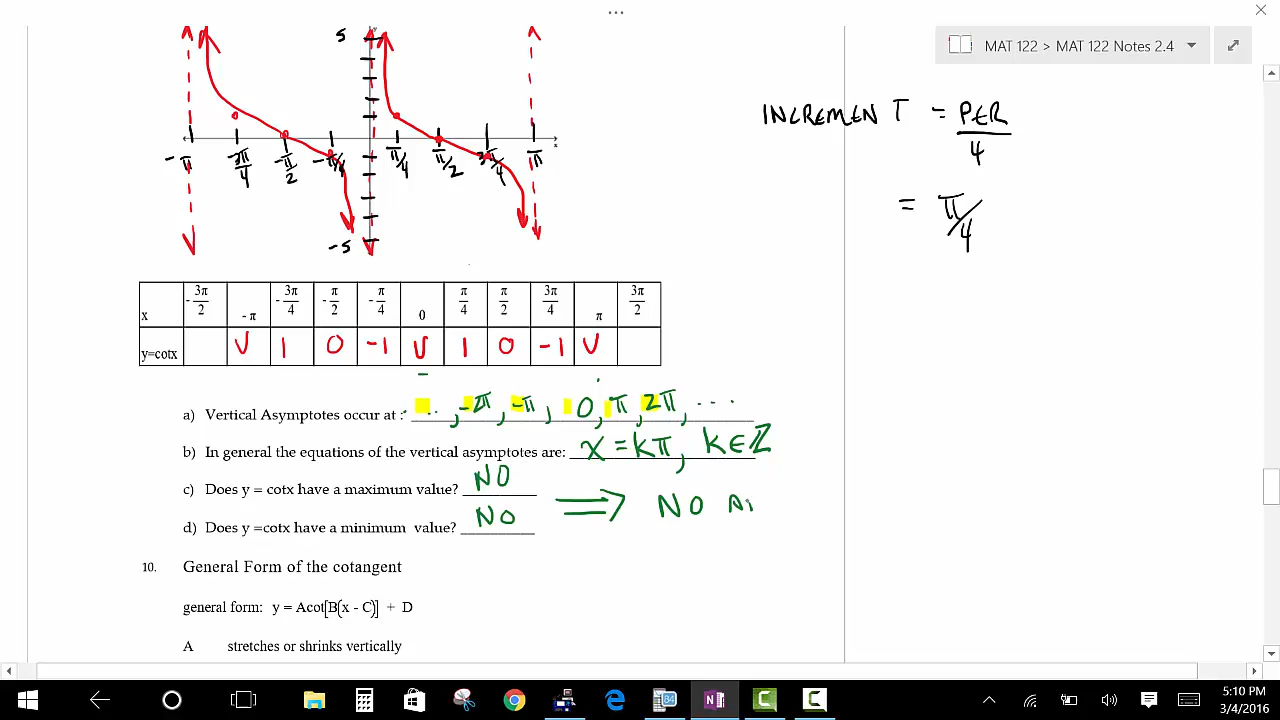 MAT 122 > MAT 122 Notes 2.4
5
-π -3π/4 -π/2 -π/4 π/4 π/2 3π/4 π
-5
INCREMENT = PER/4
= π/4
x -3π/2 -π -3π/4 -π/2 -π/4 0 π/4 π/2 3π/4 π 3π/2
y=cotx U 1 0 -1 U 1 0 -1 U
a) Vertical Asymptotes occur at : ..., -2π, -π, 0, π, 2π, ...
b) In general the equations of the vertical asymptotes are: x = kπ, k∈ℤ
c) Does y = cotx have a maximum value? NO
⟹ NO
d) Does y =cotx have a minimum value? NO
10. General Form of the cotangent
general form: y = Acot[B(x - C)] + D
A stretches or shrinks vertically
5:10 PM
3/4/2016